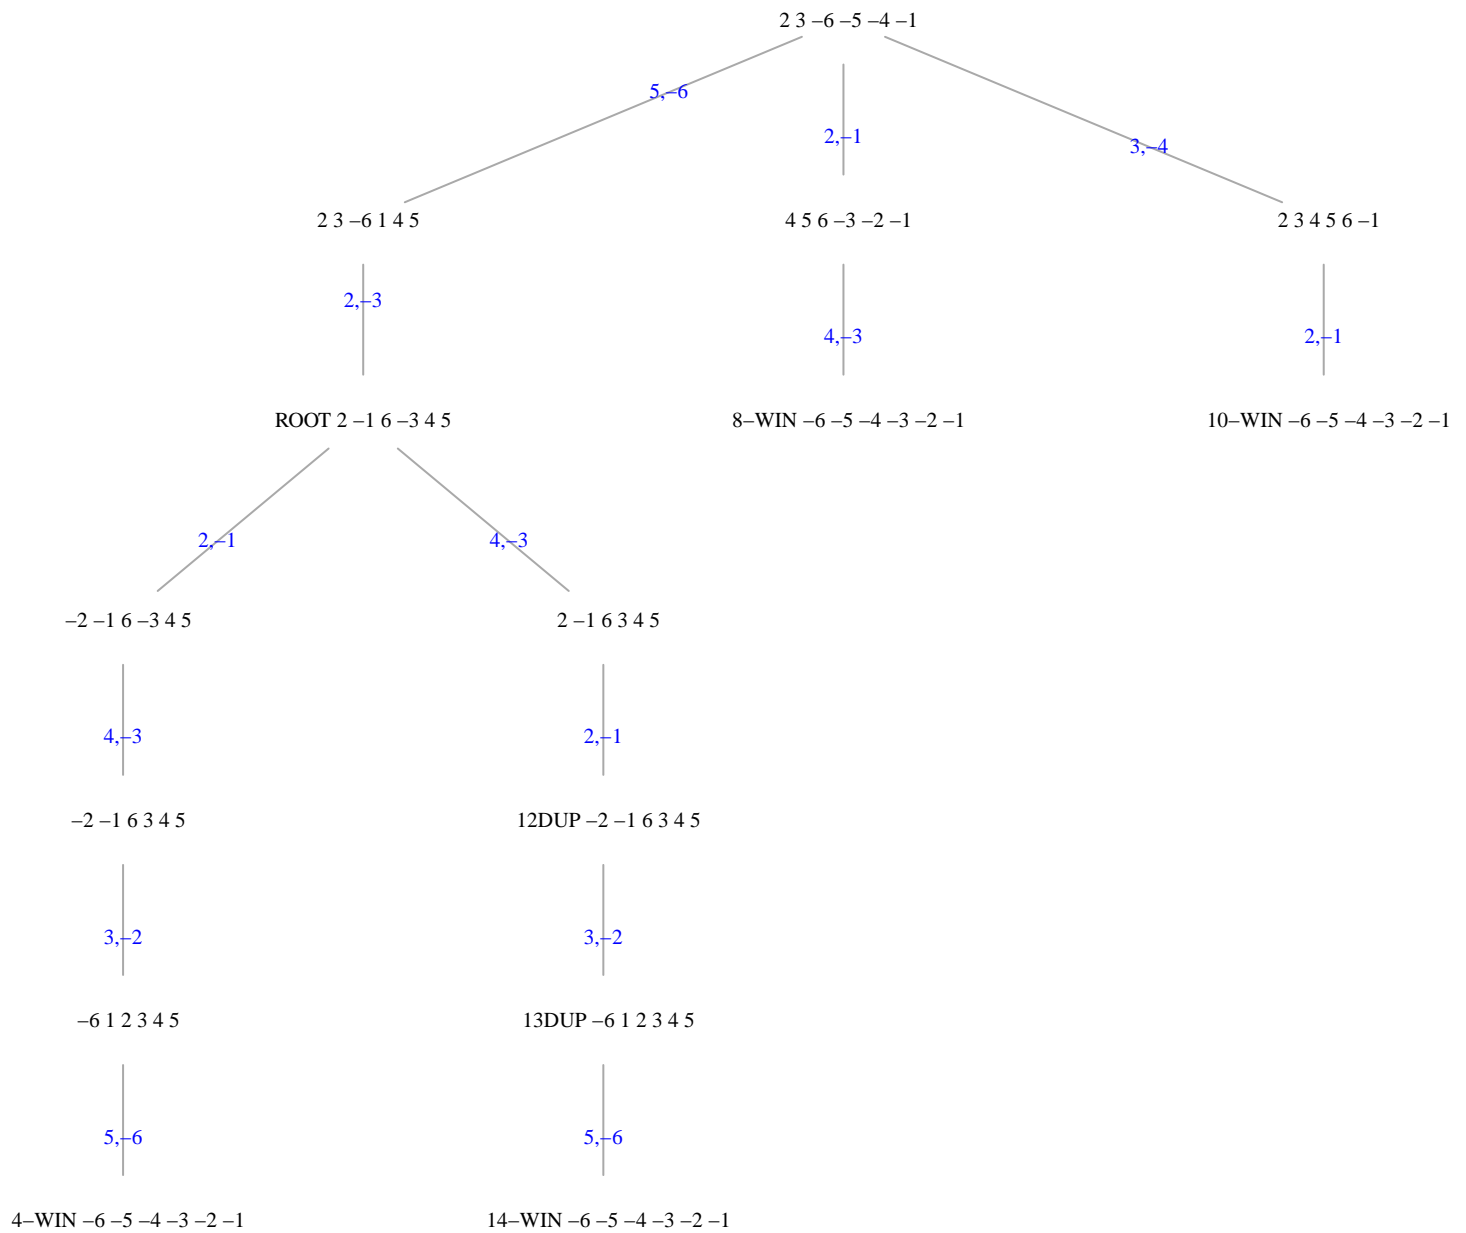 2 3 –6 –5 –4 –1
5,–6
2,–1
3,–4
2 3 –6 1 4 5
4 5 6 –3 –2 –1
2 3 4 5 6 –1
2,–3
4,–3
2,–1
ROOT 2 –1 6 –3 4 5
8–WIN –6 –5 –4 –3 –2 –1
10–WIN –6 –5 –4 –3 –2 –1
2,–1
4,–3
–2 –1 6 –3 4 5
2 –1 6 3 4 5
4,–3
2,–1
–2 –1 6 3 4 5
12DUP –2 –1 6 3 4 5
3,–2
3,–2
–6 1 2 3 4 5
13DUP –6 1 2 3 4 5
5,–6
5,–6
4–WIN –6 –5 –4 –3 –2 –1
14–WIN –6 –5 –4 –3 –2 –1